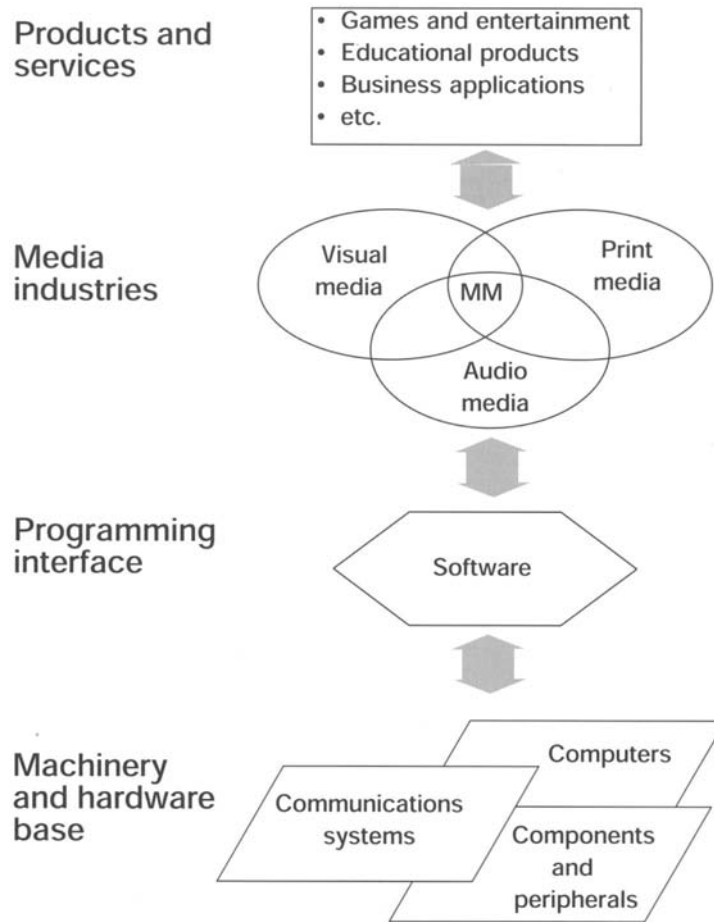 Products and
services
• Games and entertainment
• Educational products
• Business applications
• etc.
Media
industries
Visual
media
Print
media
MM
Audio
media
Programming
interface
Software
Machinery
and hardware
base
Computers
Communications
systems
Components
and
peripherals